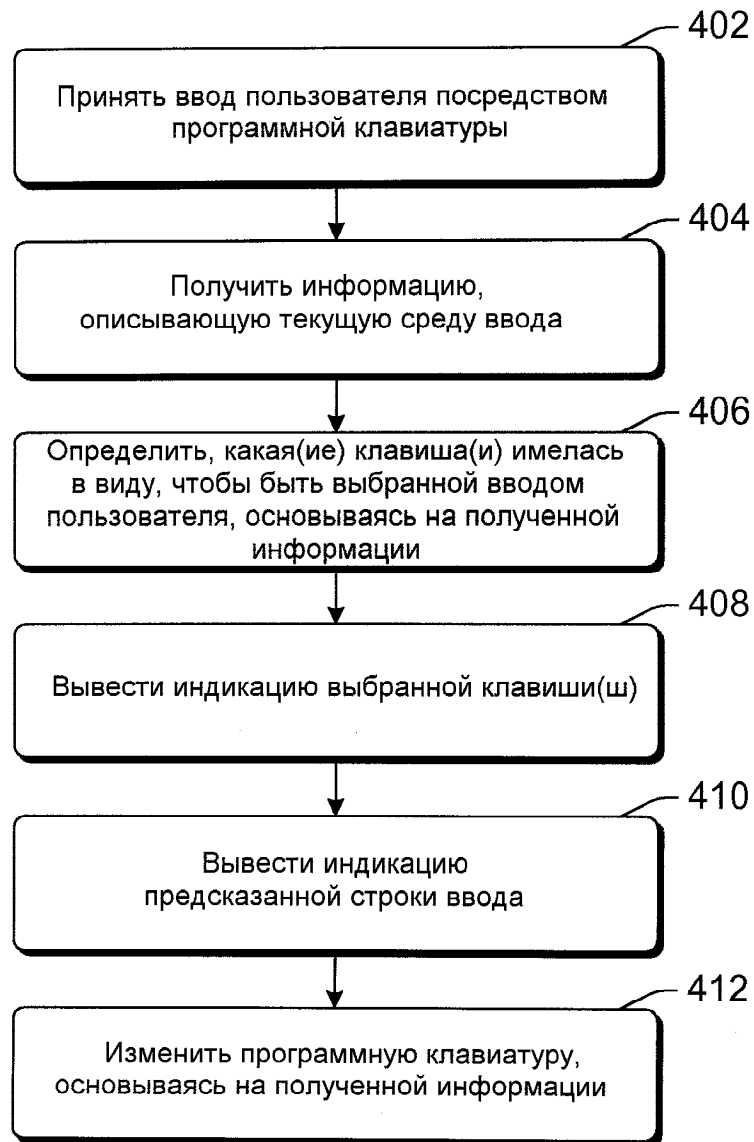 402
Принять ввод пользователя посредством
программной клавиатуры
404
Получить информацию,
описывающую текущую среду ввода
406
Определить, какая(ие) клавиша(и) имелась
в виду, чтобы быть выбранной вводом
пользователя, основываясь на полученной
информации
408
Вывести индикацию выбранной клавиши(ш)
410
Вывести индикацию
предсказанной строки ввода
412
Изменить программную клавиатуру,
основываясь на полученной информации